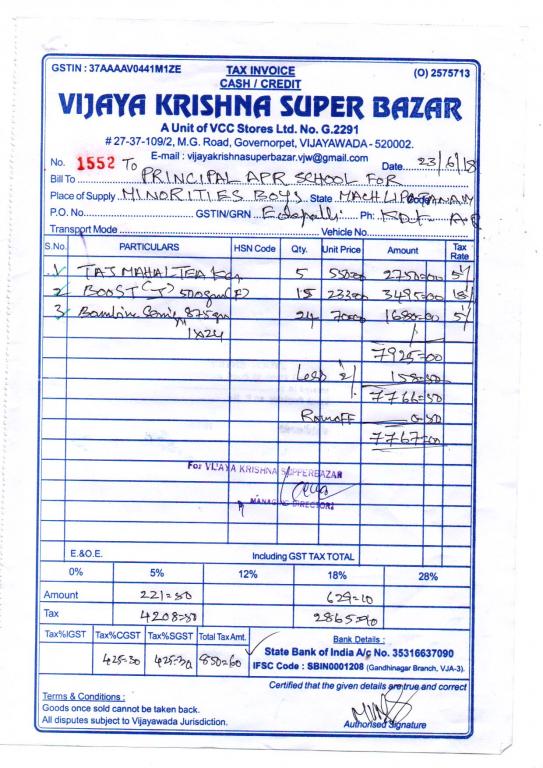 GSTIN : 37AAAAV0441M1ZE TAX INVOICE (O) 2575713
CASH / CREDIT
VIJAYA KRISHNA SUPER BAZAR
A Unit of VCC Stores Ltd. No. G.2291
# 27-37-109/2, M.G. Road, Governorpet, VIJAYAWADA - 520002.
E-mail : vijayakrishnasuperbazar.vjw@gmail.com
No. 1552 To Date 23/6/18
Bill To PRINCIPAL APR SCHOOL FOR
Place of Supply MINORITIES BOYS State MACHLIPATANAM
P.O. No. GSTIN/GRN Edepalli Ph:
Transport Mode Vehicle No.
S.No. PARTICULARS HSN Code Qty. Unit Price Amount Tax Rate
1 TAJ MAHAL TEA Kg 5 550=00 2750=00 5%
2 BOOST (J) 500gm 15 233=00 3495=00 18%
3 875gm 24 70=00 1680=00 5%
1x24
7925=00
Less 2% 158=50
7766=50
Roundoff 0=50
7767=00
For VIJAYA KRISHNA SUPPERBAZAR
MANAGING DIRECTOR
E.&O.E. Including GST TAX TOTAL
0% 5% 12% 18% 28%
Amount 221=50 629=10
Tax 4208=50 2865=90
Tax%IGST Tax%CGST Tax%SGST Total Tax Amt.
425=30 425=30 850=60
Bank Details :
State Bank of India A/c No. 35316637090
IFSC Code : SBIN0001208 (Gandhinagar Branch, VJA-3).
Certified that the given details are true and correct
Terms & Conditions :
Goods once sold cannot be taken back.
All disputes subject to Vijayawada Jurisdiction.
Authorised Signature